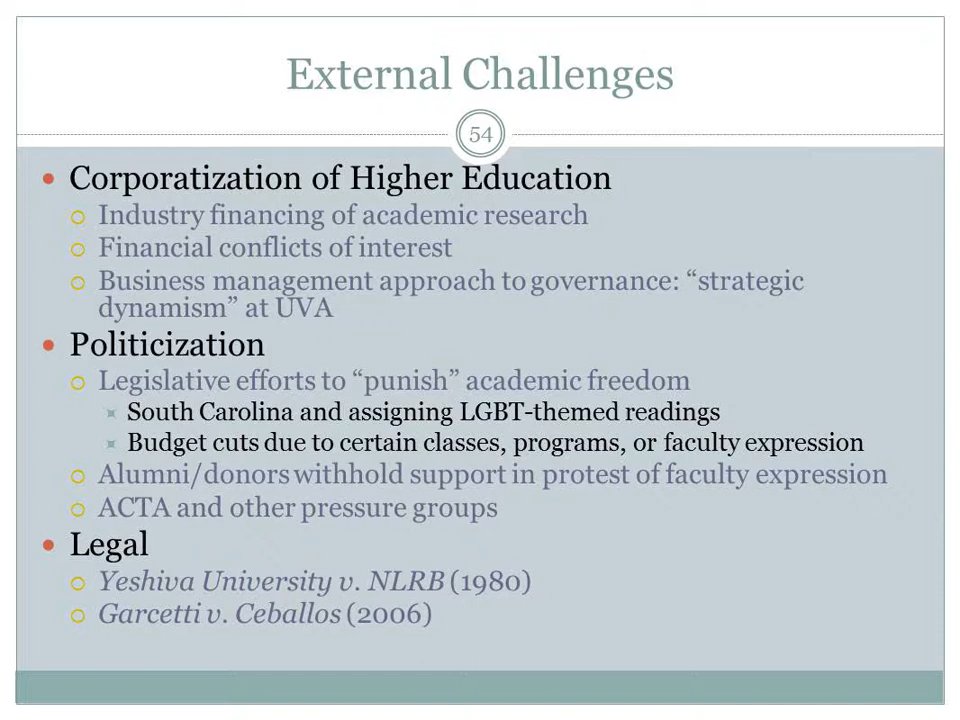 External Challenges
54
Corporatization of Higher Education
Industry financing of academic research
Financial conflicts of interest
Business management approach to governance: “strategic
dynamism” at UVA
Politicization
Legislative efforts to “punish” academic freedom
South Carolina and assigning LGBT-themed readings
Budget cuts due to certain classes, programs, or faculty expression
Alumni/donors withhold support in protest of faculty expression
ACTA and other pressure groups
Legal
Yeshiva University v. NLRB (1980)
Garcetti v. Ceballos (2006)